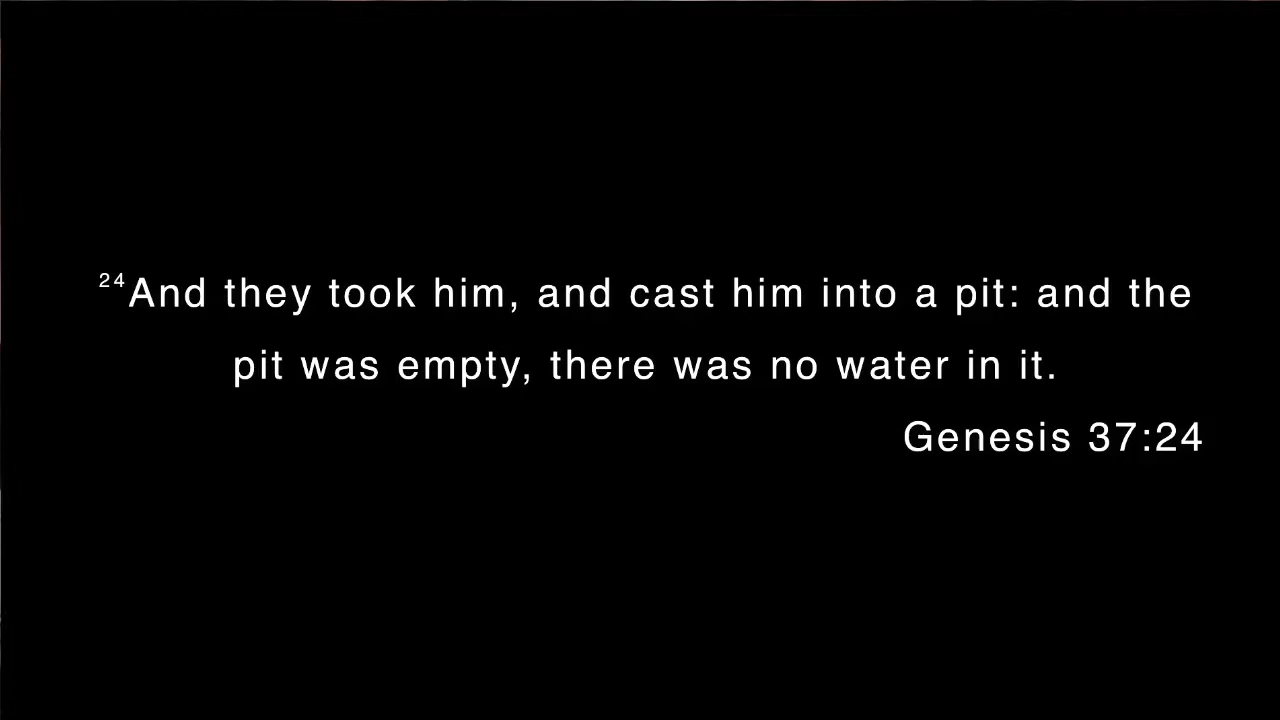 24And they took him, and cast him into a pit: and the
pit was empty, there was no water in it.
Genesis 37:24